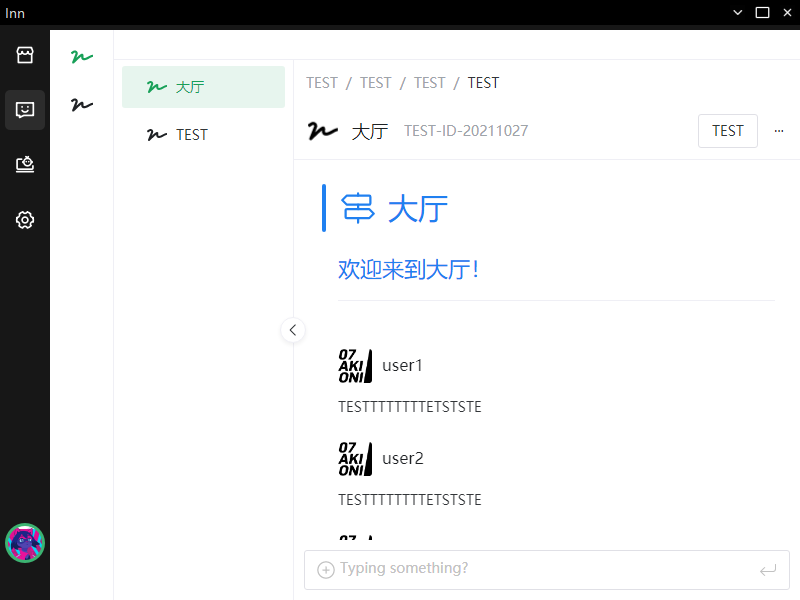 Inn
大厅
TEST
TEST / TEST / TEST / TEST
大厅 TEST-ID-20211027
TEST
大厅
欢迎来到大厅！
07
AKI
ONI
user1
TESTTTTTTTTETSTSTE
07
AKI
ONI
user2
TESTTTTTTTTETSTSTE
Typing something?